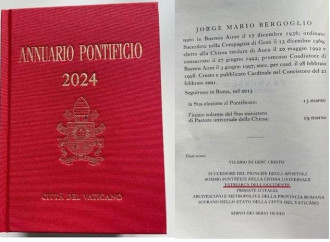 ANNUARIO PONTIFICIO
2024
CITTÀ DEL VATICANO
JORGE MARIO BERGOGLIO
nato in Buenos Aires il 17 dicembre 1936; ordinato
Sacerdote nella Compagnia di Gesù il 13 dicembre 1969;
eletto alla Chiesa titolare di Auca il 20 maggio 1992 e
consacrato il 27 giugno 1992; promosso Coadiutore di
Buenos Aires il 3 giugno 1997; succ. per coad. il 28 febbraio
1998. Creato e pubblicato Cardinale nel Concistoro del 21
febbraio 2001.
Seguirono in Roma, nel 2013
la Sua elezione al Pontificato: 13 marzo
l'inizio solenne del Suo ministero
di Pastore universale della Chiesa: 19 marzo
VICARIO DI GESÙ CRISTO
SUCCESSORE DEL PRINCIPE DEGLI APOSTOLI
SOMMO PONTEFICE DELLA CHIESA UNIVERSALE
PATRIARCA DELL'OCCIDENTE
PRIMATE D'ITALIA
ARCIVESCOVO E METROPOLITA DELLA PROVINCIA ROMANA
SOVRANO DELLO STATO DELLA CITTÀ DEL VATICANO
SERVO DEI SERVI DI DIO